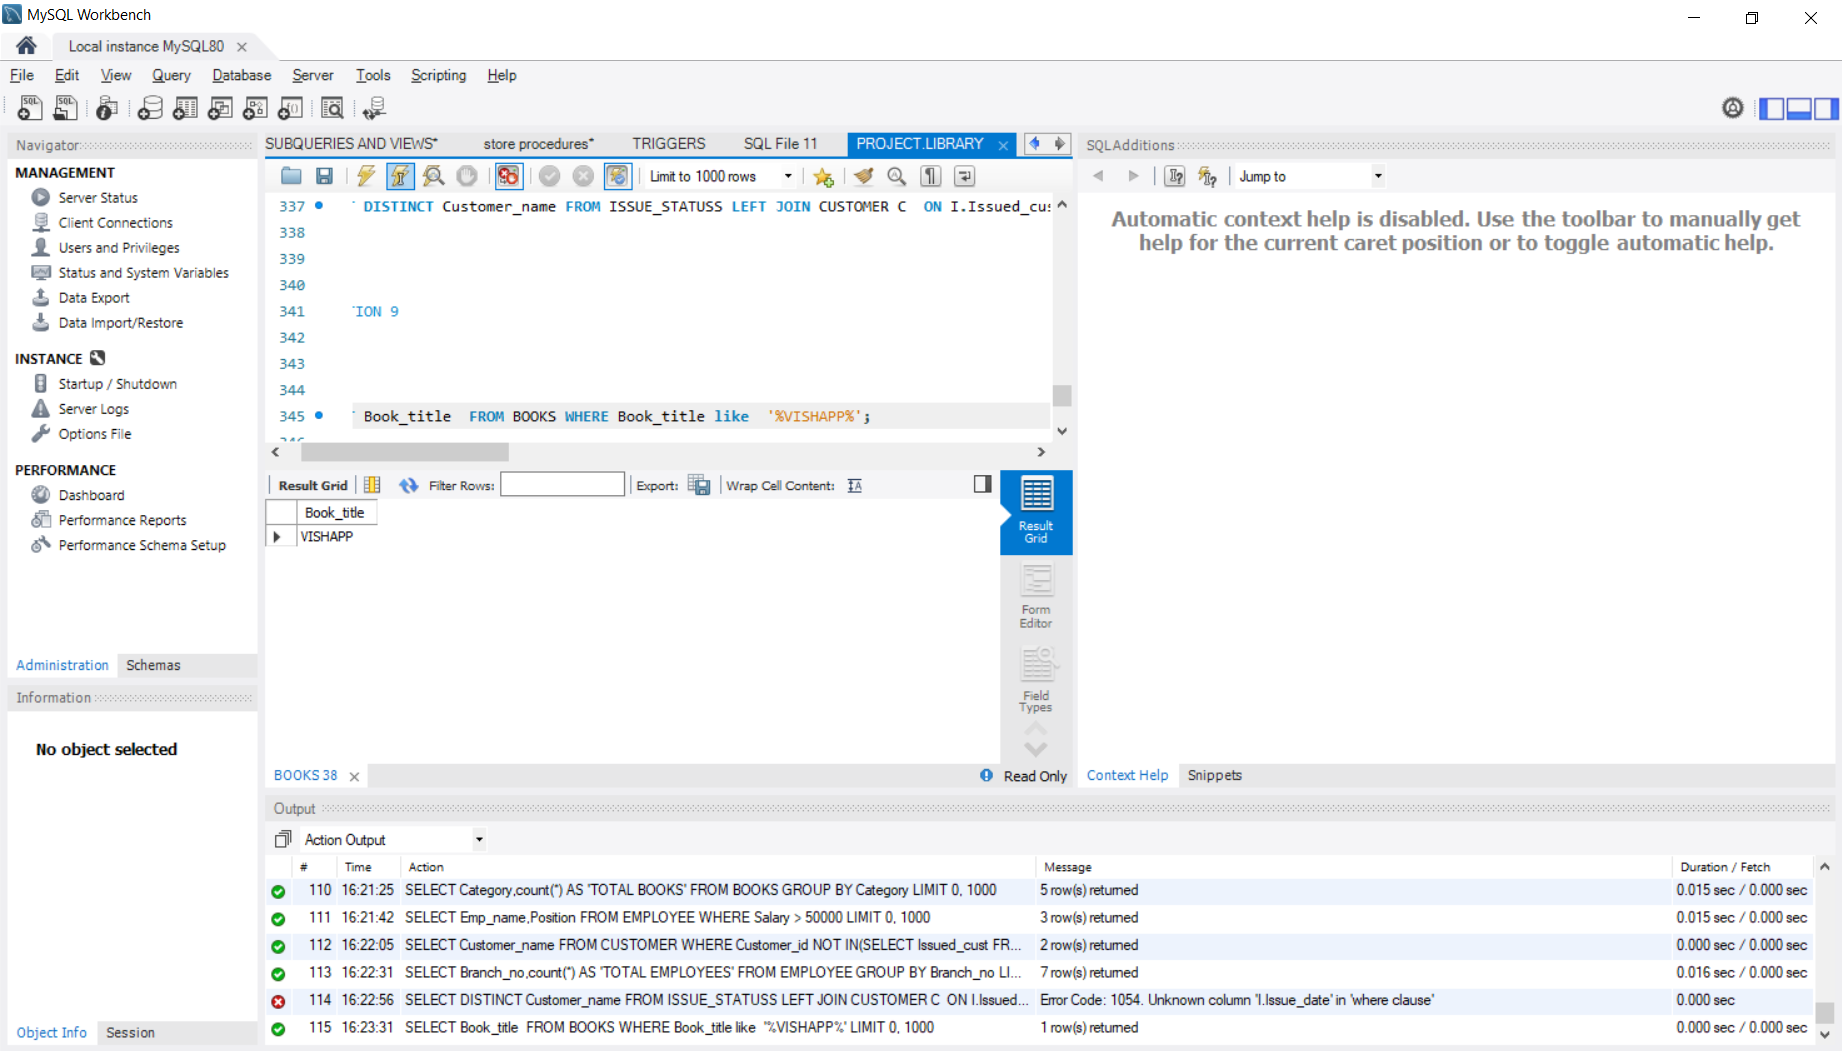 MySQL Workbench
Local instance MySQL80
File Edit View Query Database Server Tools Scripting Help
Navigator
MANAGEMENT
Server Status
Client Connections
Users and Privileges
Status and System Variables
Data Export
Data Import/Restore
INSTANCE
Startup / Shutdown
Server Logs
Options File
PERFORMANCE
Dashboard
Performance Reports
Performance Schema Setup
Administration Schemas
Information
No object selected
Object Info Session
SUBQUERIES AND VIEWS* store procedures* TRIGGERS SQL File 11 PROJECT.LIBRARY
Limit to 1000 rows
337 DISTINCT Customer_name FROM ISSUE_STATUSS LEFT JOIN CUSTOMER C  ON I.Issued_cus
338
339
340
341 ION 9
342
343
344
345 Book_title  FROM BOOKS WHERE Book_title like  '%VISHAPP%';
Result Grid Filter Rows: Export: Wrap Cell Content:
Book_title
VISHAPP
Result Grid
Form Editor
Field Types
BOOKS 38 Read Only
SQLAdditions
Jump to
Automatic context help is disabled. Use the toolbar to manually get
help for the current caret position or to toggle automatic help.
Context Help Snippets
Output
Action Output
# Time Action Message Duration / Fetch
110 16:21:25 SELECT Category,count(*) AS 'TOTAL BOOKS' FROM BOOKS GROUP BY Category LIMIT 0, 1000 5 row(s) returned 0.015 sec / 0.000 sec
111 16:21:42 SELECT Emp_name,Position FROM EMPLOYEE WHERE Salary > 50000 LIMIT 0, 1000 3 row(s) returned 0.015 sec / 0.000 sec
112 16:22:05 SELECT Customer_name FROM CUSTOMER WHERE Customer_id NOT IN(SELECT Issued_cust FR... 2 row(s) returned 0.000 sec / 0.000 sec
113 16:22:31 SELECT Branch_no,count(*) AS 'TOTAL EMPLOYEES' FROM EMPLOYEE GROUP BY Branch_no LI... 7 row(s) returned 0.016 sec / 0.000 sec
114 16:22:56 SELECT DISTINCT Customer_name FROM ISSUE_STATUSS LEFT JOIN CUSTOMER C  ON I.Issued... Error Code: 1054. Unknown column 'I.Issue_date' in 'where clause' 0.000 sec
115 16:23:31 SELECT Book_title  FROM BOOKS WHERE Book_title like  '%VISHAPP%' LIMIT 0, 1000 1 row(s) returned 0.000 sec / 0.000 sec